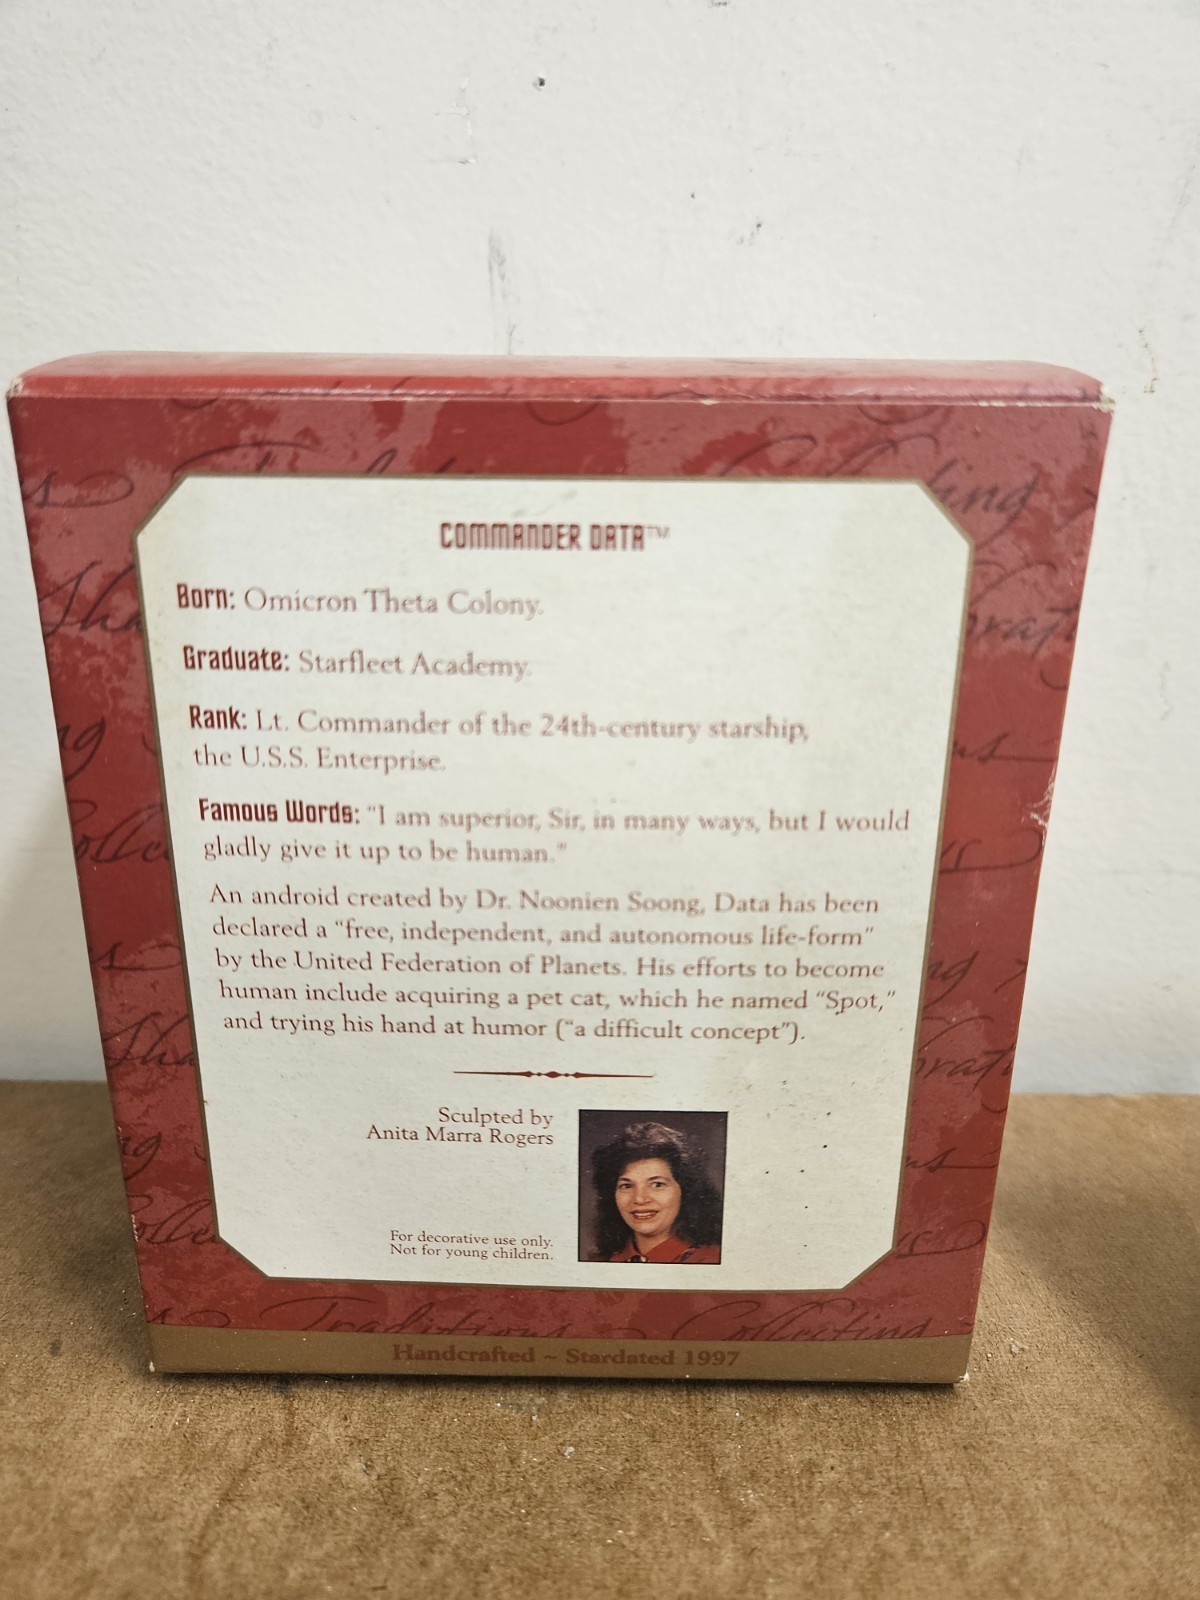 COMMANDER DATA™
Born: Omicron Theta Colony.
Graduate: Starfleet Academy.
Rank: Lt. Commander of the 24th-century starship,
the U.S.S. Enterprise.
Famous Words: "I am superior, Sir, in many ways, but I would
gladly give it up to be human."
An android created by Dr. Noonien Soong, Data has been
declared a "free, independent, and autonomous life-form"
by the United Federation of Planets. His efforts to become
human include acquiring a pet cat, which he named "Spot,"
and trying his hand at humor ("a difficult concept").
Sculpted by
Anita Marra Rogers
For decorative use only.
Not for young children.
Traditions Collecting
Handcrafted ~ Stardated 1997